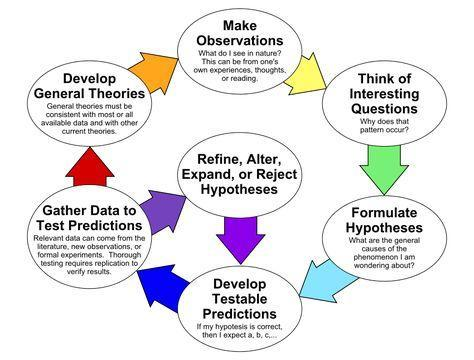 Make
Observations
What do I see in nature?
This can be from one's
own experiences, thoughts,
or reading.
Think of
Interesting
Questions
Why does that
pattern occur?
Formulate
Hypotheses
What are the general
causes of the
phenomenon I am
wondering about?
Develop
Testable
Predictions
If my hypotesis is correct,
then I expect a, b, c,...
Gather Data to
Test Predictions
Relevant data can come from the
literature, new observations, or
formal experiments. Thorough
testing requires replication to
verify results.
Refine, Alter,
Expand, or Reject
Hypotheses
Develop
General Theories
General theories must be
consistent with most or all
available data and with other
current theories.